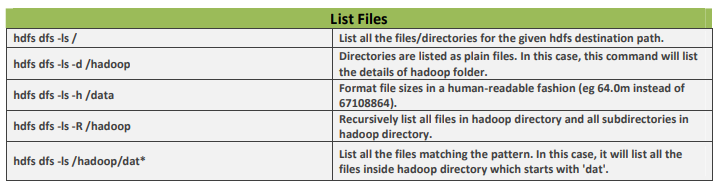 List Files
hdfs dfs -ls /
List all the files/directories for the given hdfs destination path.
hdfs dfs -ls -d /hadoop
Directories are listed as plain files. In this case, this command will list
the details of hadoop folder.
hdfs dfs -ls -h /data
Format file sizes in a human-readable fashion (eg 64.0m instead of
67108864).
hdfs dfs -ls -R /hadoop
Recursively list all files in hadoop directory and all subdirectories in
hadoop directory.
hdfs dfs -ls /hadoop/dat*
List all the files matching the pattern. In this case, it will list all the
files inside hadoop directory which starts with 'dat'.